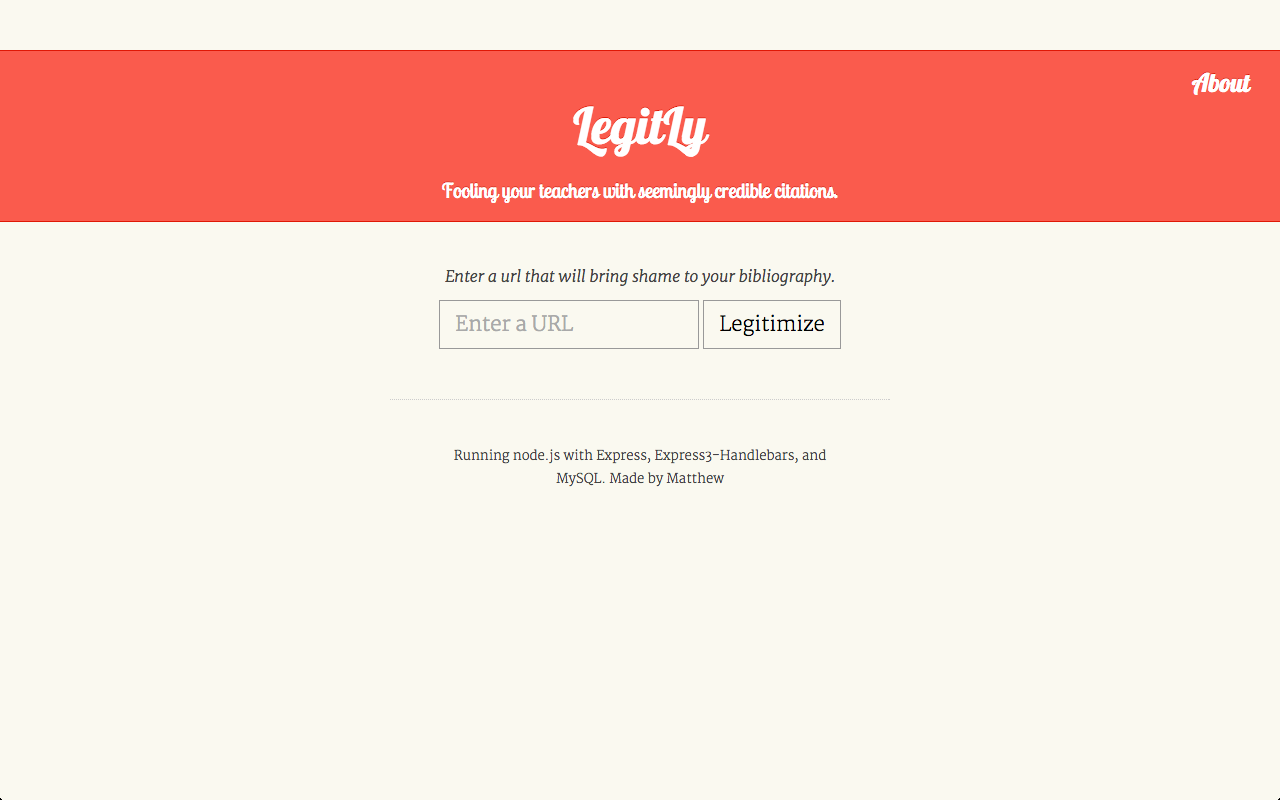 About
LegitLy
Fooling your teachers with seemingly credible citations.
Enter a url that will bring shame to your bibliography.
Enter a URL
Legitimize
Running node.js with Express, Express3-Handlebars, and
MySQL. Made by Matthew